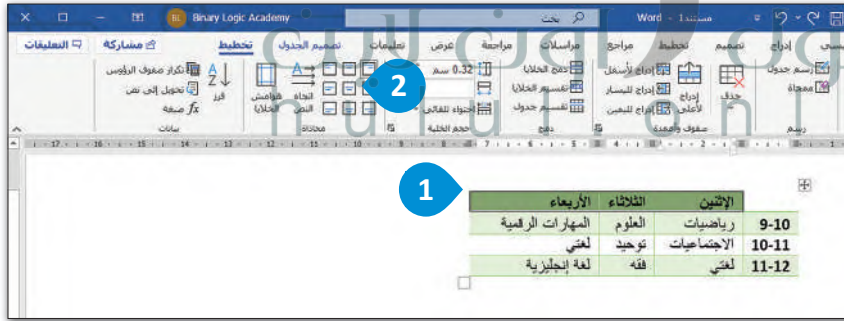 Binary Logic Academy
بحث
مستند1 - Word
إدراج تصميم تخطيط مراجع مراسلات مراجعة عرض تعليمات تصميم الجدول تخطيط مشاركة التعليقات
رسم جدول
ممحاة
رسم
حذف
إدراج لأعلى
إدراج لأسفل
إدراج لليسار
إدراج لليمين
صفوف وأعمدة
دمج الخلايا
تقسيم الخلايا
تقسيم جدول
دمج
0.32 سم
احتواء تلقائي
حجم الخلية
اتجاه النص
هوامش الخلايا
محاذاة
فرز
تكرار صفوف الرؤوس
تحويل إلى نص
fx صيغة
بيانات
2
1
الإثنين الثلاثاء الأربعاء
9-10 رياضيات العلوم المهارات الرقمية
10-11 الاجتماعيات توحيد لغتي
11-12 لغتي فقه لغة إنجليزية